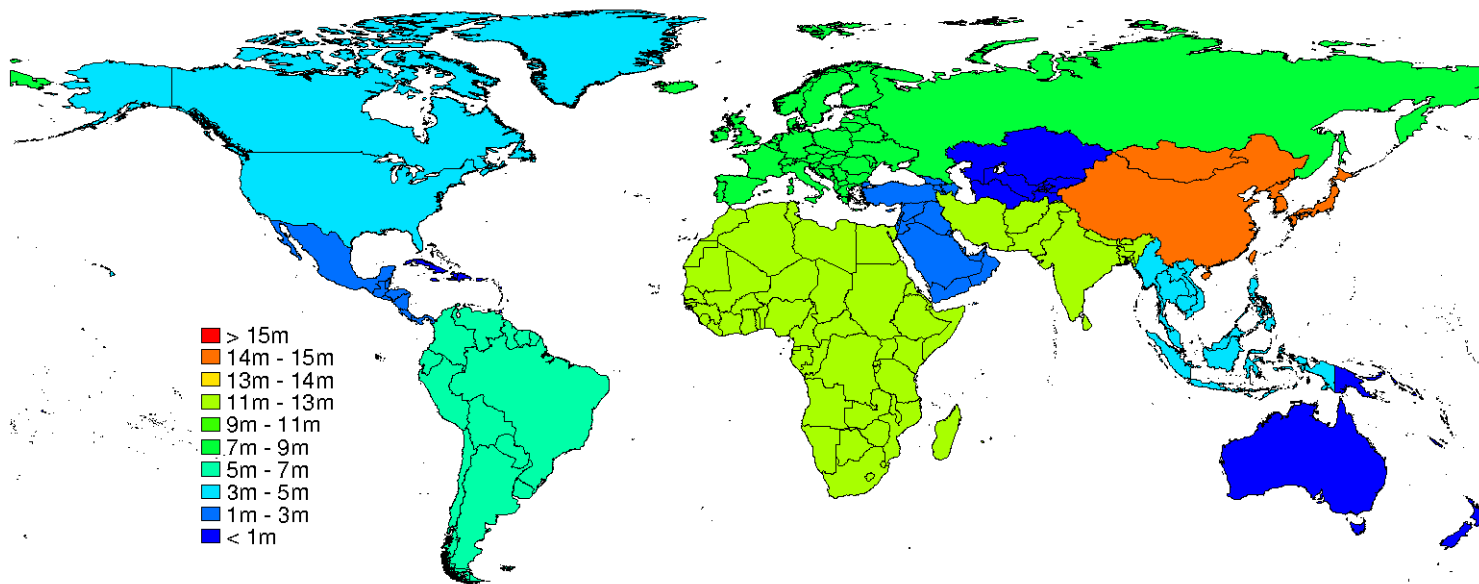 > 15m
14m - 15m
13m - 14m
11m - 13m
9m - 11m
7m - 9m
5m - 7m
3m - 5m
1m - 3m
< 1m